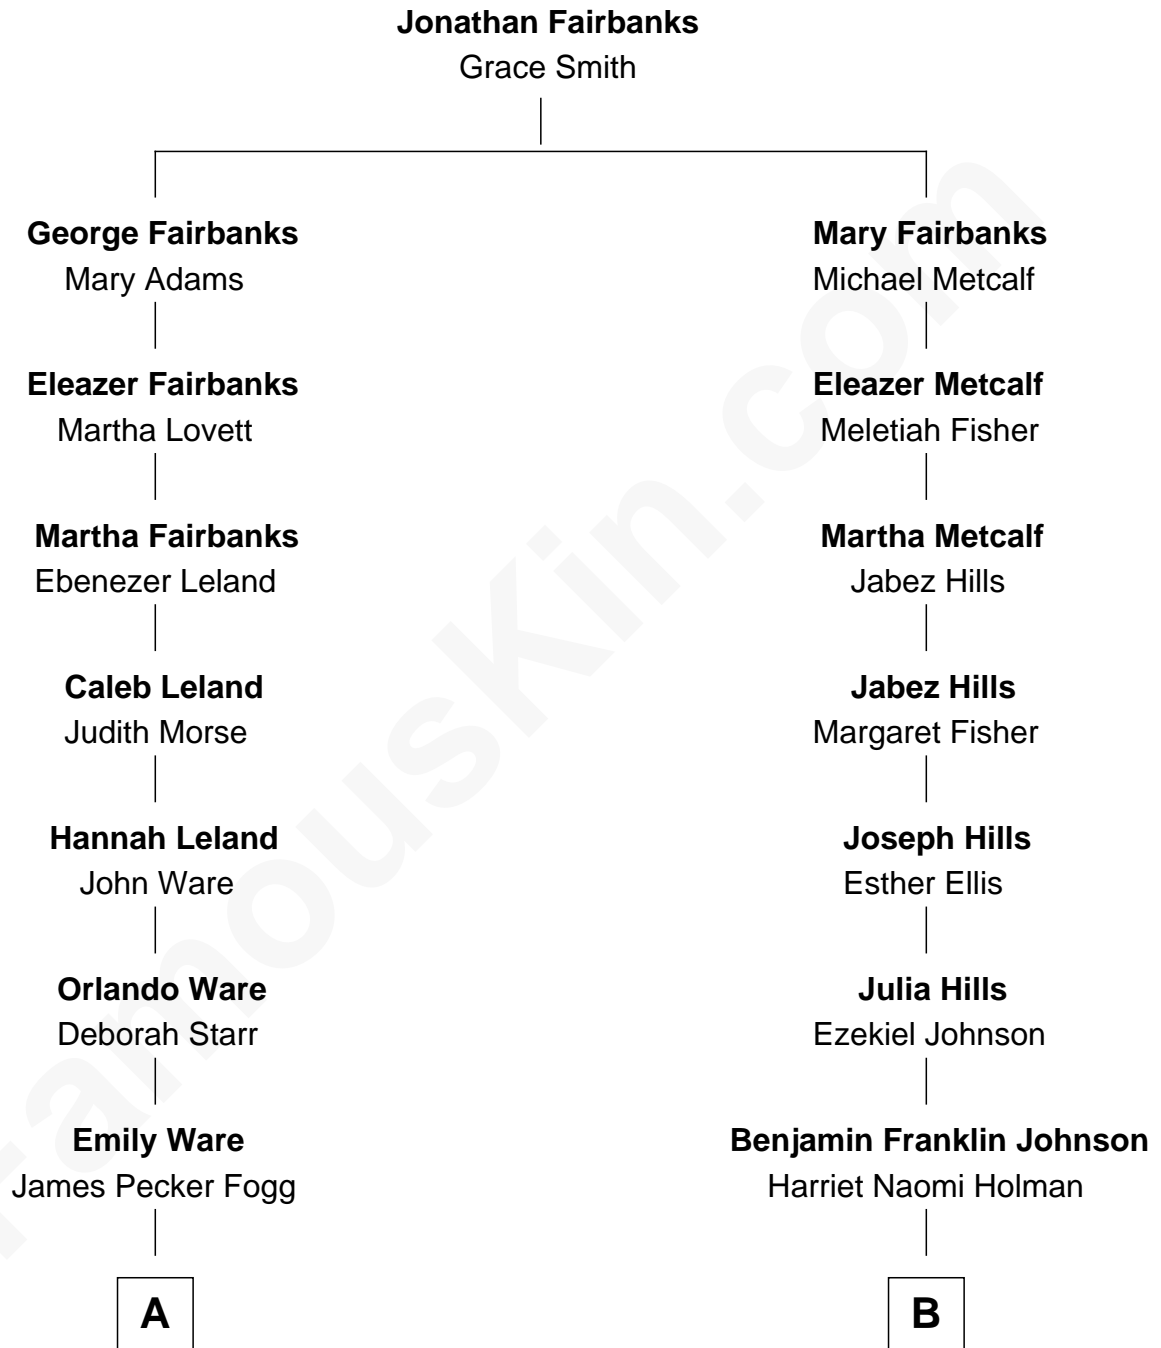 Jonathan Fairbanks
Grace Smith
George Fairbanks
Mary Adams
Eleazer Fairbanks
Martha Lovett
Martha Fairbanks
Ebenezer Leland
Caleb Leland
Judith Morse
Hannah Leland
John Ware
Orlando Ware
Deborah Starr
Emily Ware
James Pecker Fogg
A
Mary Fairbanks
Michael Metcalf
Eleazer Metcalf
Meletiah Fisher
Martha Metcalf
Jabez Hills
Jabez Hills
Margaret Fisher
Joseph Hills
Esther Ellis
Julia Hills
Ezekiel Johnson
Benjamin Franklin Johnson
Harriet Naomi Holman
B
FamousKin.com